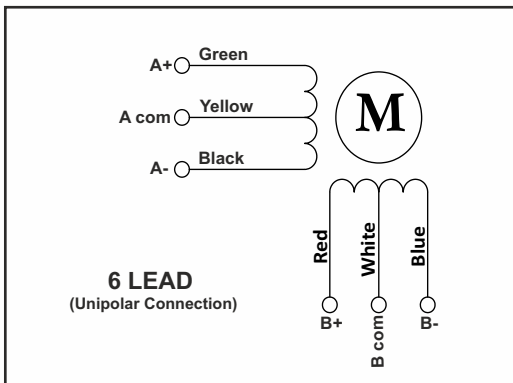 A+ Green
A com Yellow
A- Black
M
Red
White
Blue
B+
B com
B-
6 LEAD
(Unipolar Connection)